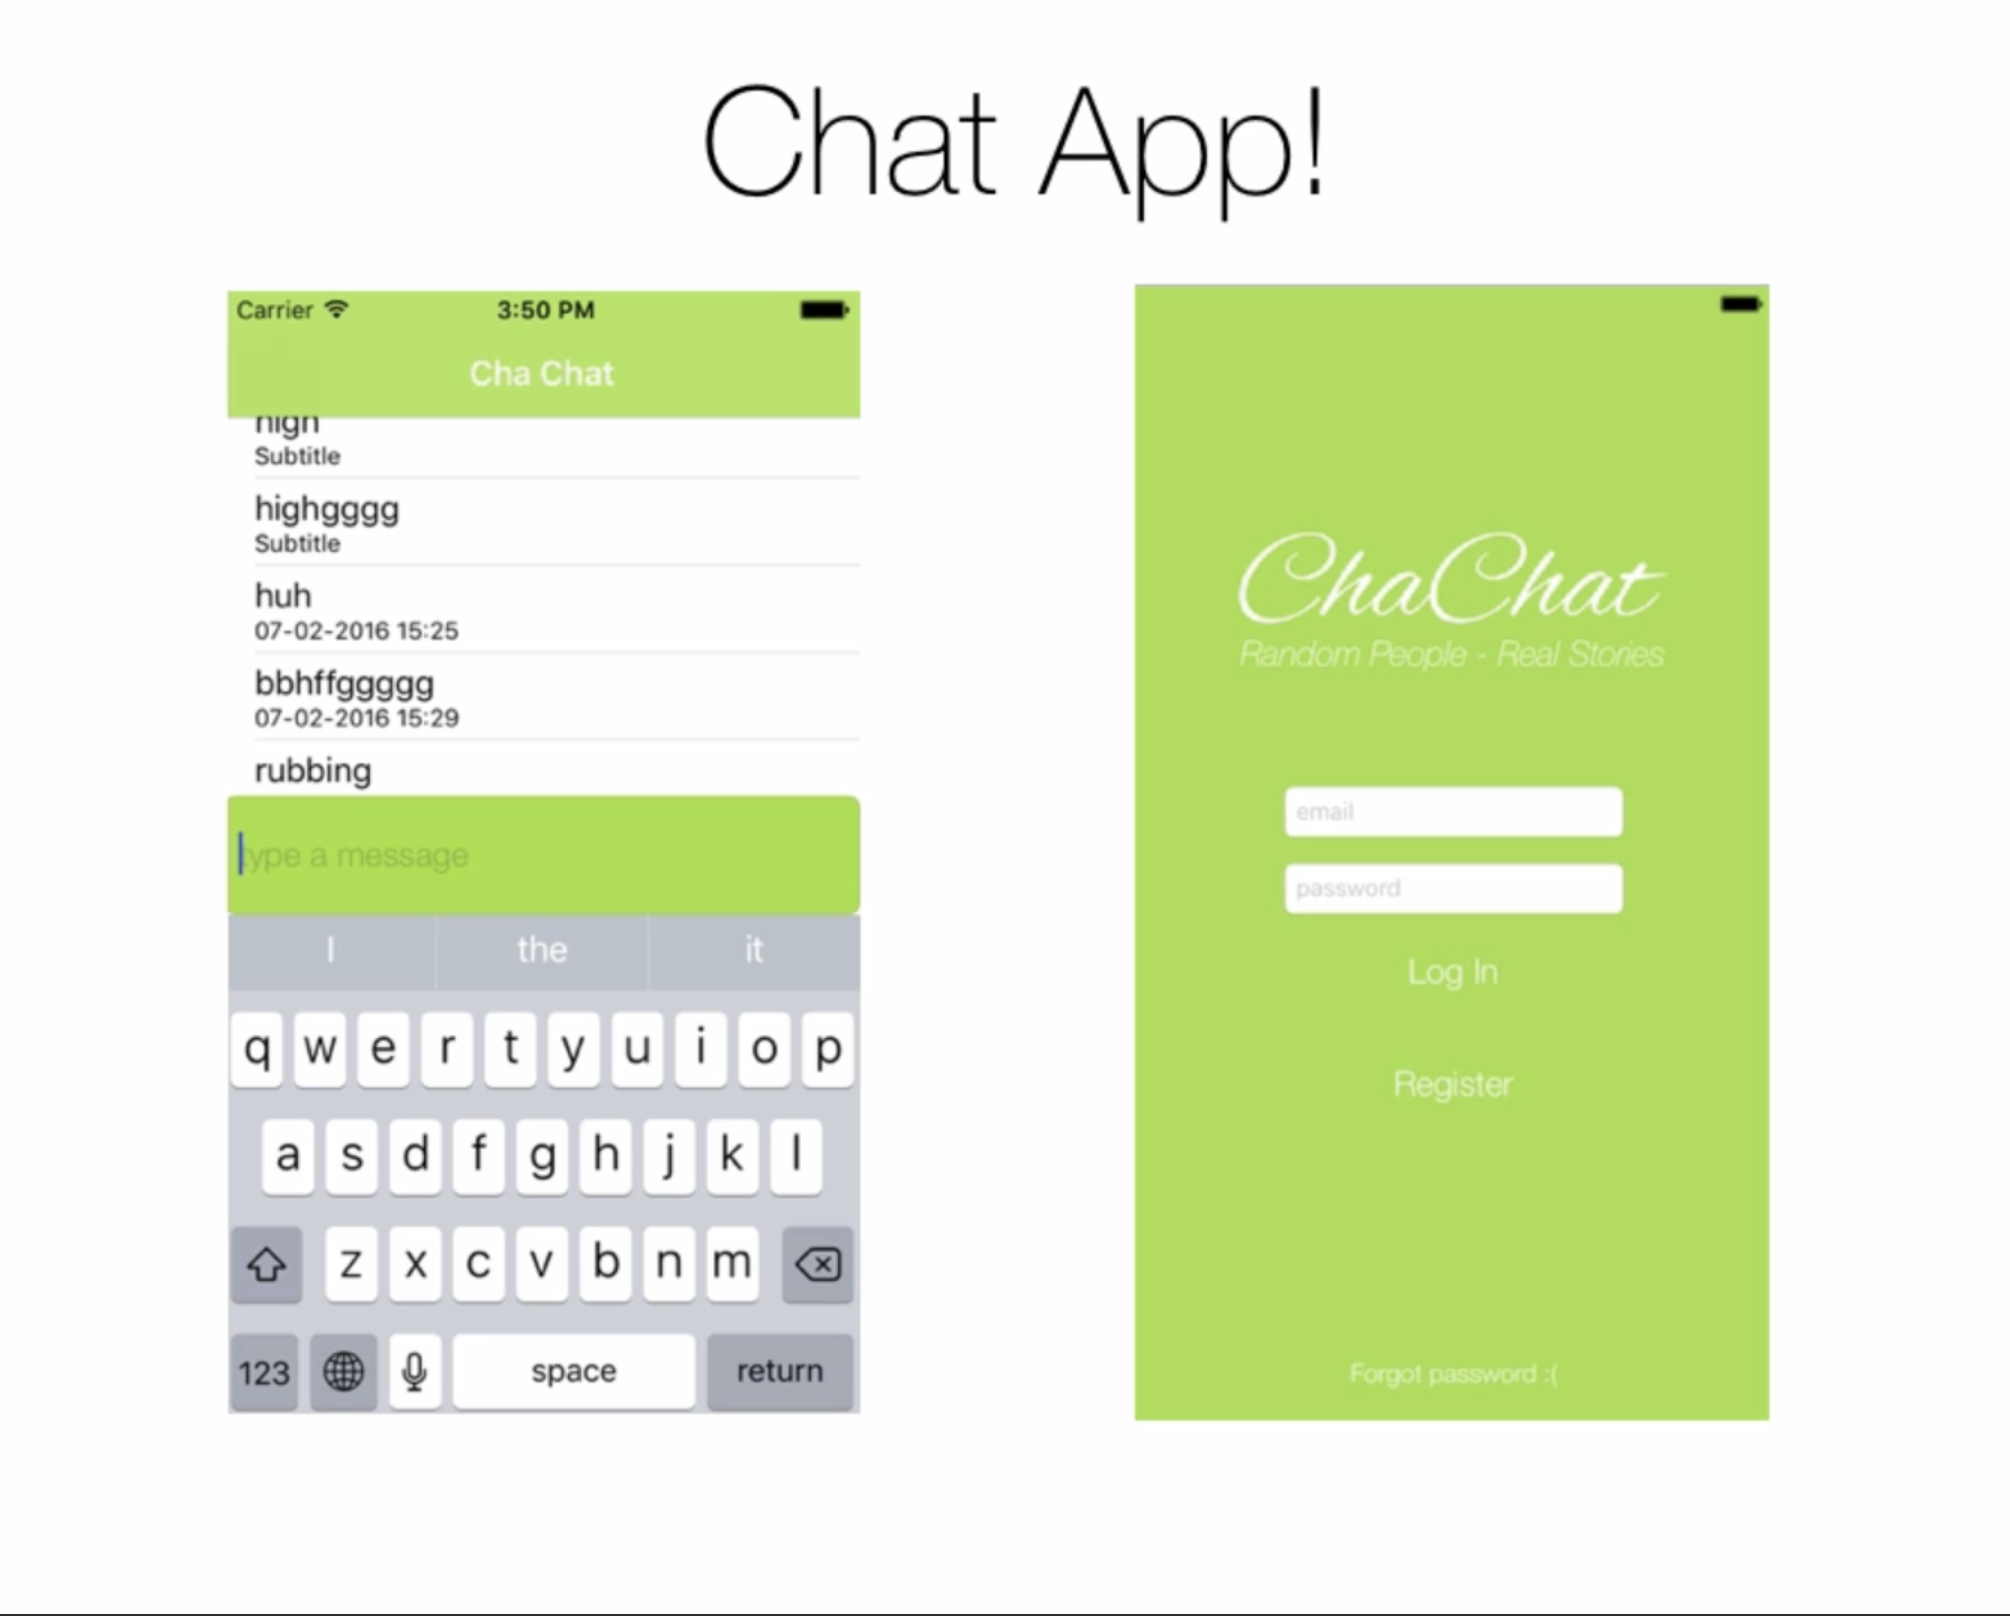 Chat App!
Carrier 3:50 PM
Cha Chat
high
Subtitle
highgggg
Subtitle
huh
07-02-2016 15:25
bbhffggggg
07-02-2016 15:29
rubbing
type a message
I the it
q w e r t y u i o p
a s d f g h j k l
z x c v b n m
123 space return
ChaChat
Random People - Real Stories
email
password
Log In
Register
Forgot password :(